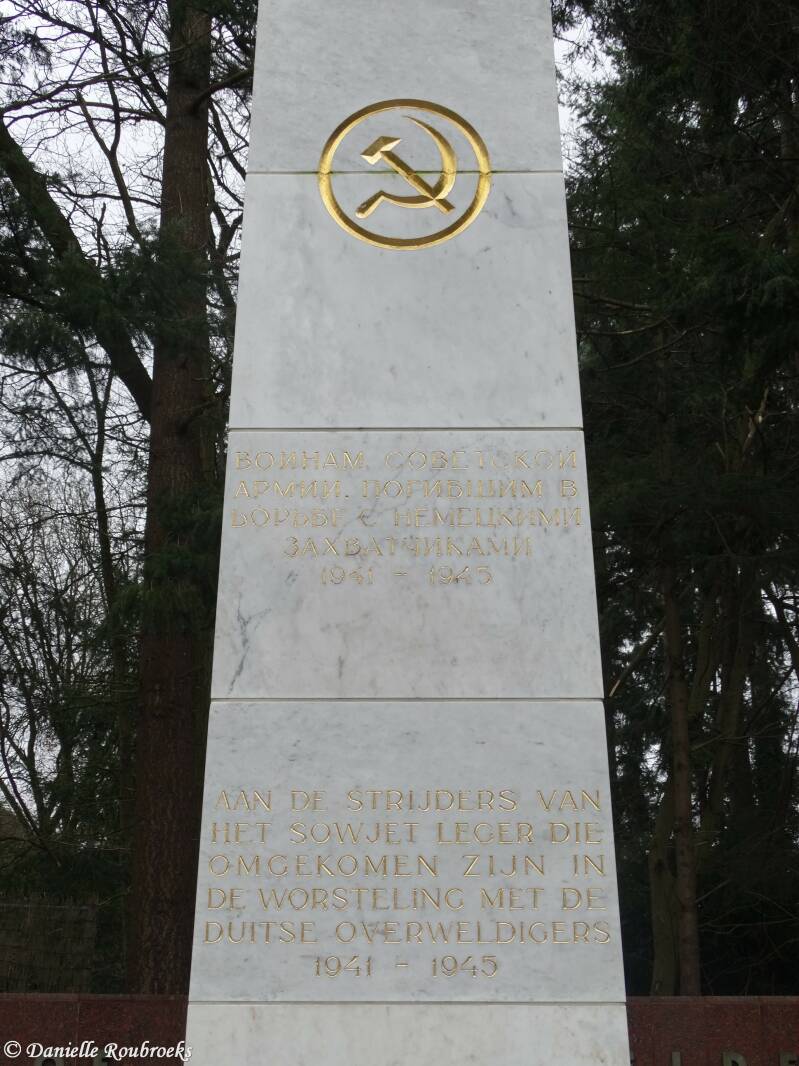 ВОИНАМ СОВЕТСКОЙ
АРМИИ, ПОГИБШИМ В
БОРЬБЕ С НЕМЕЦКИМИ
ЗАХВАТЧИКАМИ
1941 - 1945
AAN DE STRIJDERS VAN
HET SOWJET LEGER DIE
OMGEKOMEN ZIJN IN
DE WORSTELING MET DE
DUITSE OVERWELDIGERS
1941 - 1945
© Danielle Roubroeks